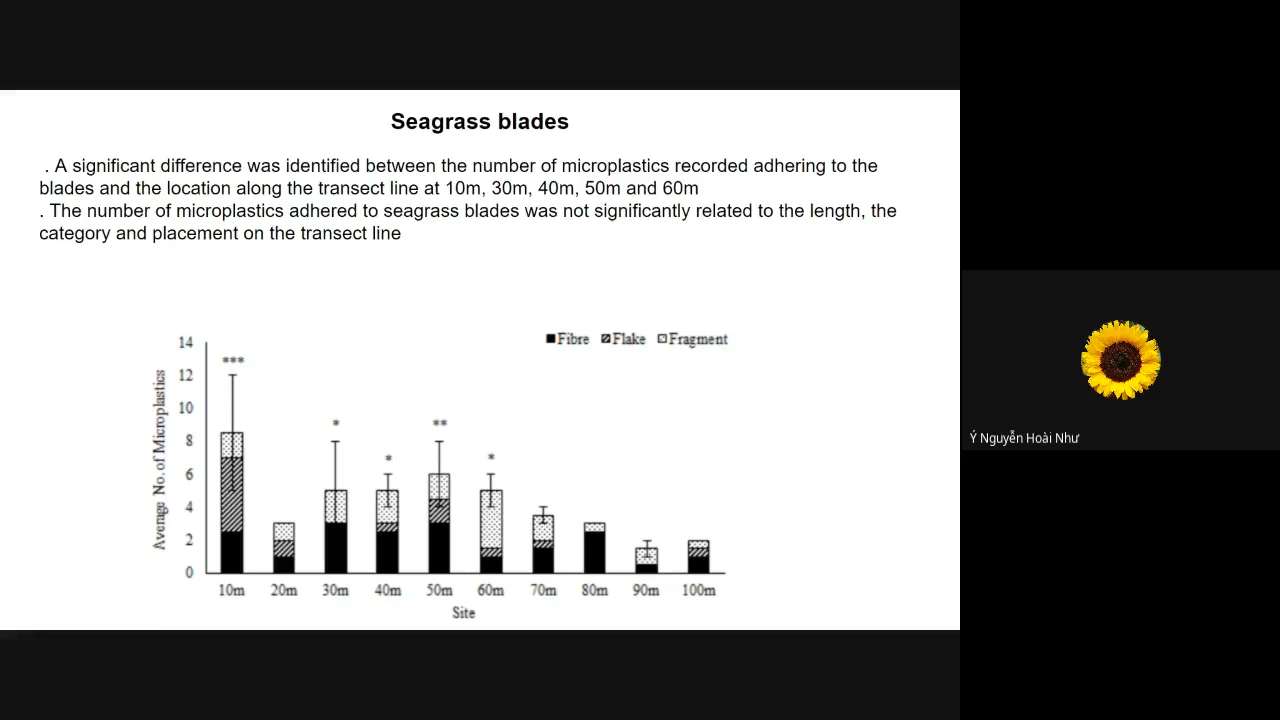 Seagrass blades
. A significant difference was identified between the number of microplastics recorded adhering to the
blades and the location along the transect line at 10m, 30m, 40m, 50m and 60m
. The number of microplastics adhered to seagrass blades was not significantly related to the length, the
category and placement on the transect line
Fibre Flake Fragment
Average No. of Microplastics
14
12
10
8
6
4
2
0
***
*
*
**
*
10m 20m 30m 40m 50m 60m 70m 80m 90m 100m
Site
Ý Nguyễn Hoài Như